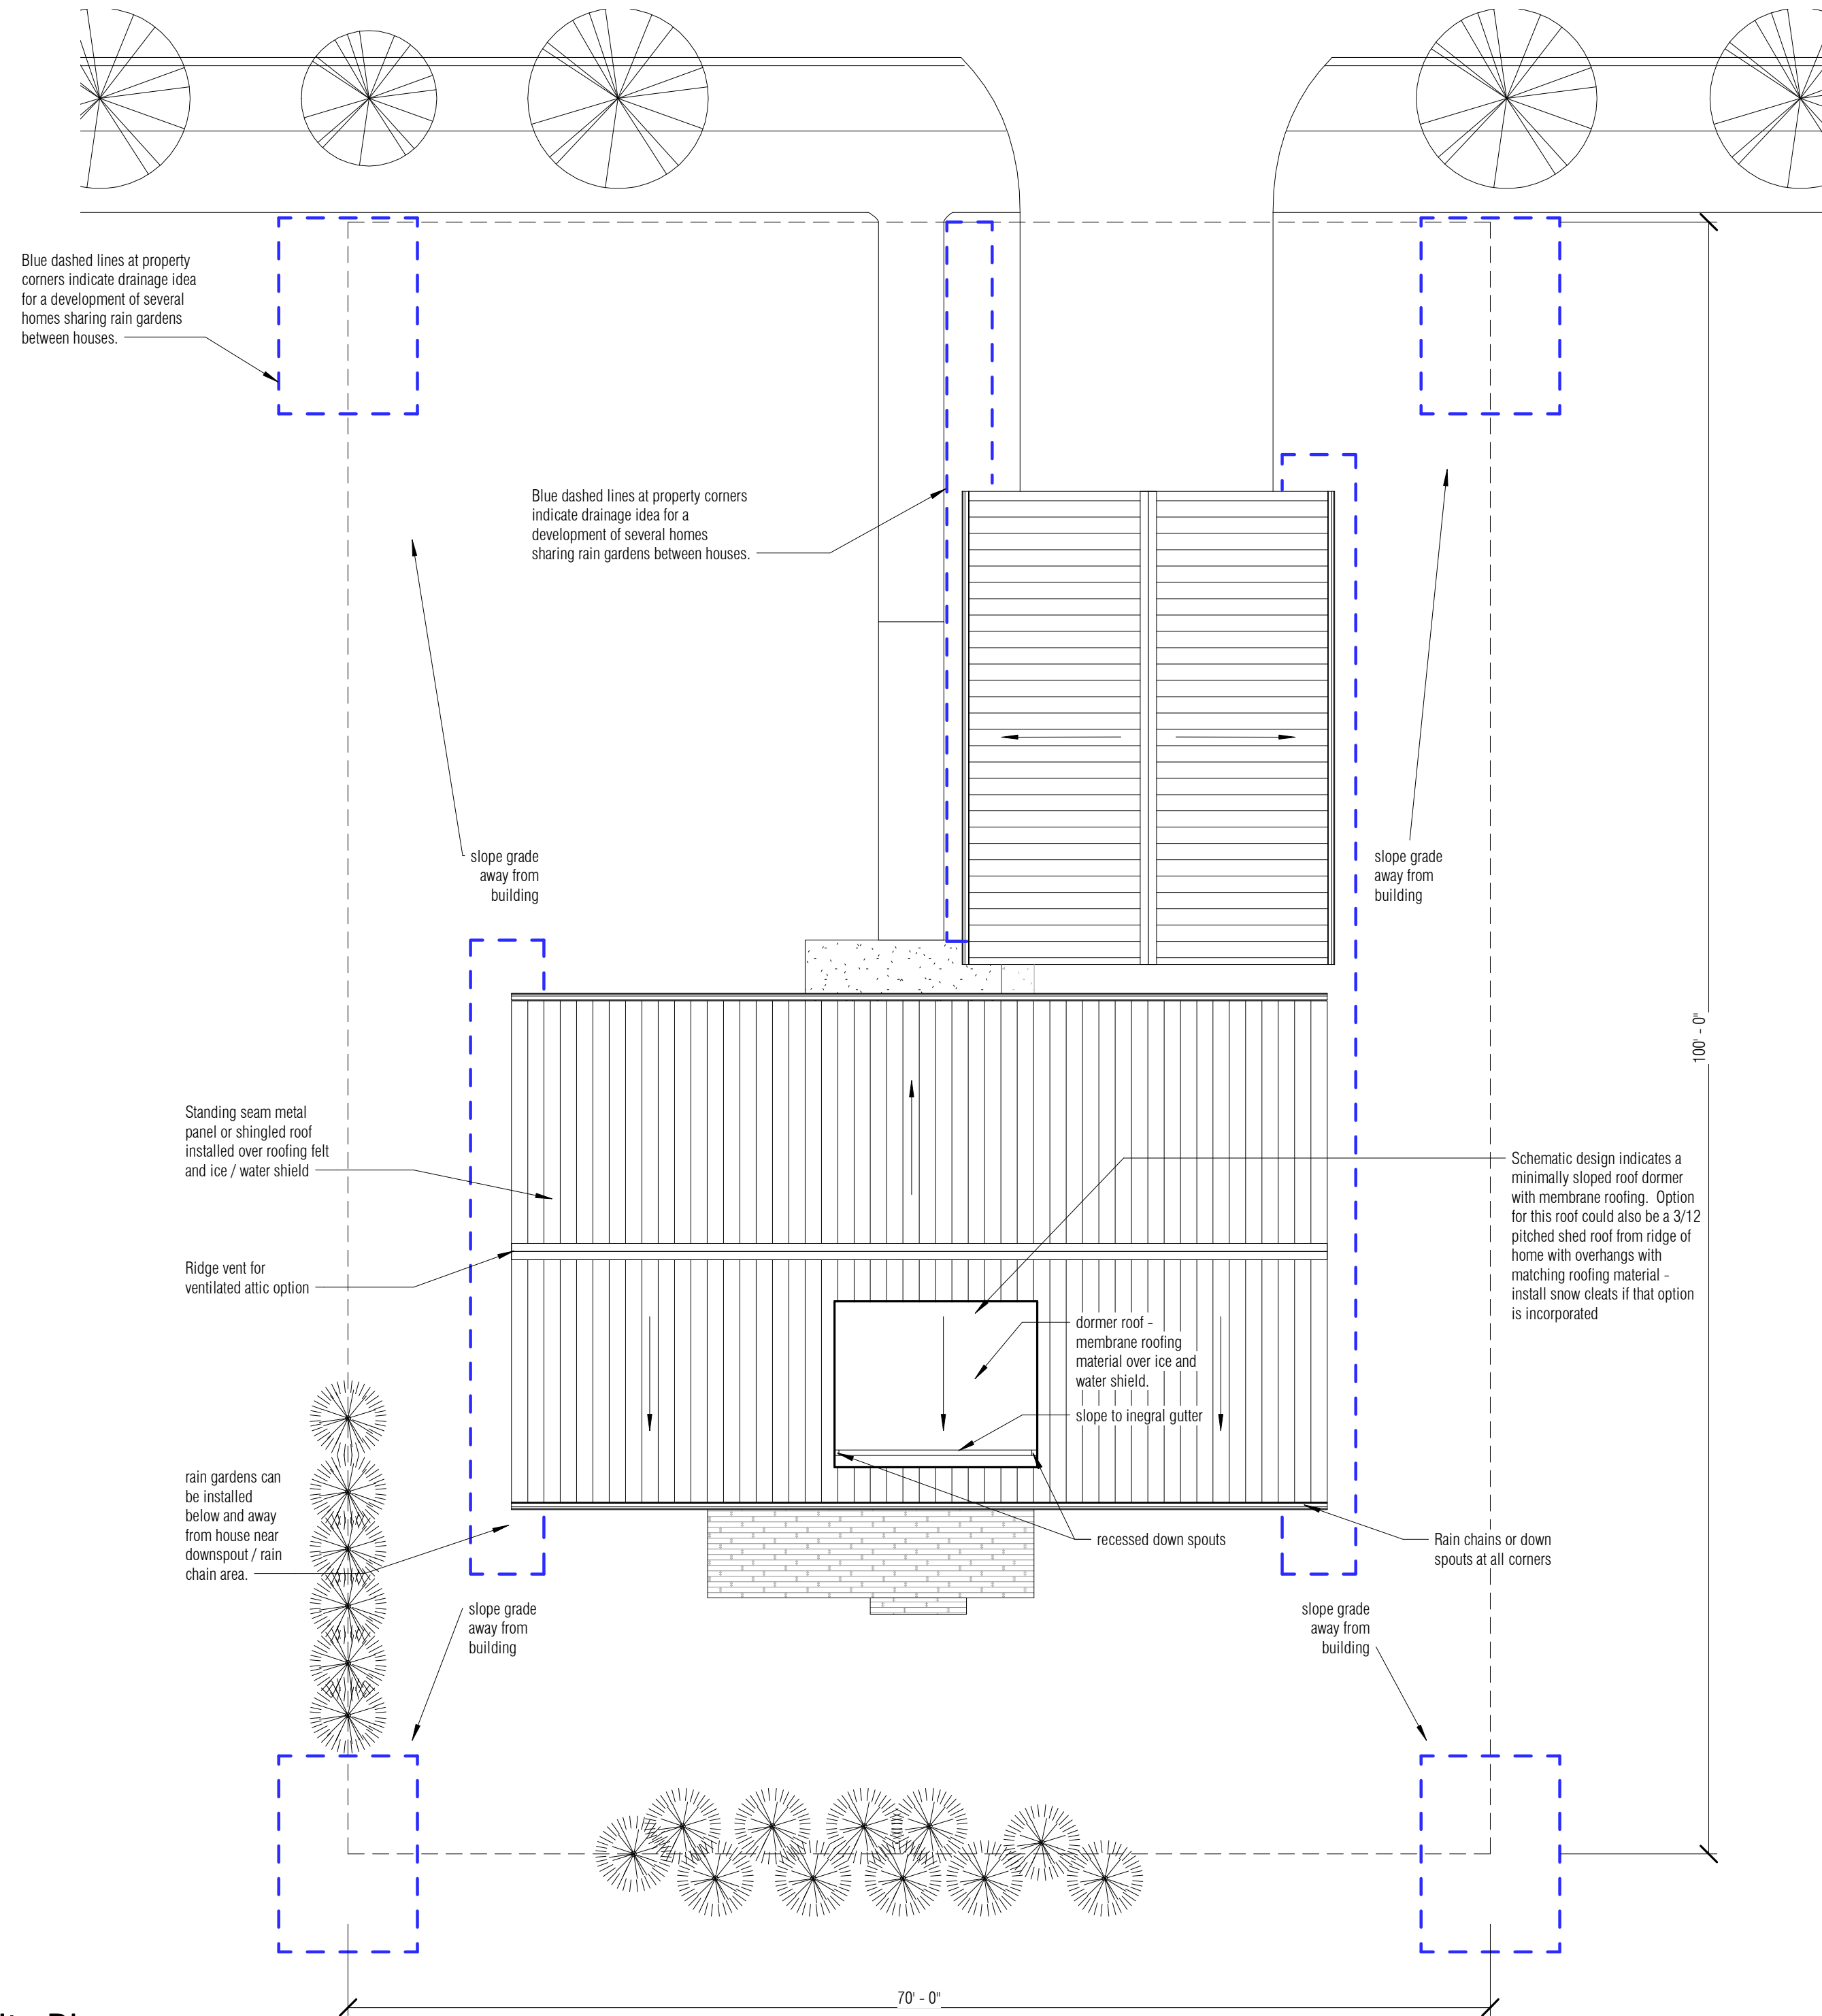 Blue dashed lines at property
corners indicate drainage idea
for a development of several
homes sharing rain gardens
between houses.
Blue dashed lines at property corners
indicate drainage idea for a
development of several homes
sharing rain gardens between houses.
slope grade
away from
building
slope grade
away from
building
100' - 0"
Standing seam metal
panel or shingled roof
installed over roofing felt
and ice / water shield
Schematic design indicates a
minimally sloped roof dormer
with membrane roofing. Option
for this roof could also be a 3/12
pitched shed roof from ridge of
home with overhangs with
matching roofing material -
install snow cleats if that option
is incorporated
Ridge vent for
ventilated attic option
dormer roof -
membrane roofing
material over ice and
water shield.
slope to inegral gutter
rain gardens can
be installed
below and away
from house near
downspout / rain
chain area.
recessed down spouts
Rain chains or down
spouts at all corners
slope grade
away from
building
slope grade
away from
building
70' - 0"